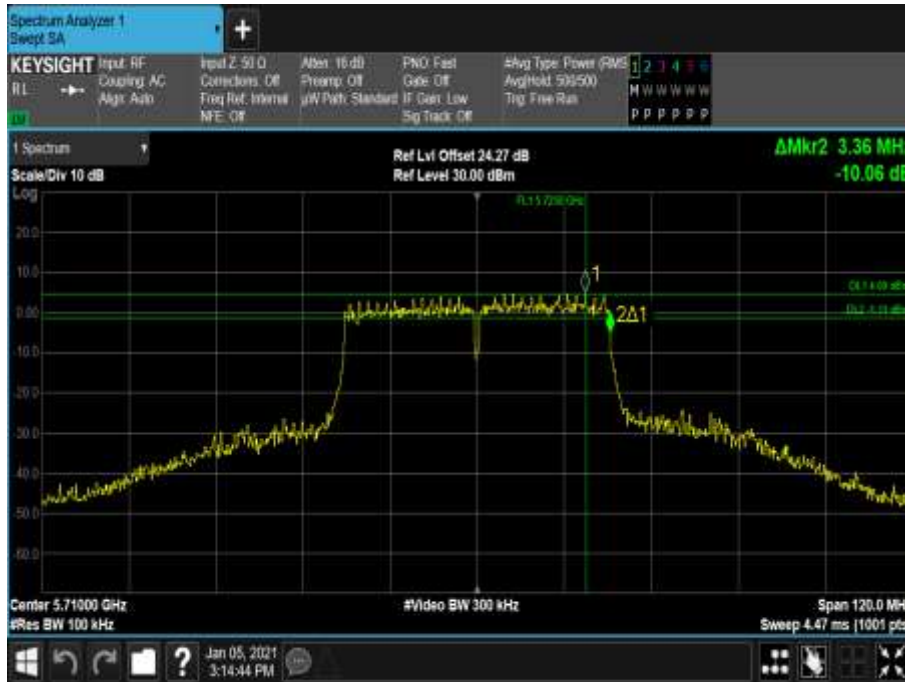 Spectrum Analyzer 1
Swept SA
+
KEYSIGHT
RL
Input: RF
Coupling: AC
Align: Auto
Input Z: 50 Ω
Corrections: Off
Freq Ref: Internal
NFE: Off
Atten: 16 dB
Preamp: Off
µW Path: Standard
PNO: Fast
Gate: Off
IF Gain: Low
Sig Track: Off
#Avg Type: Power (RMS
Avg|Hold: 500/500
Trig: Free Run
1 2 3 4 5 6
M W W W W W
P P P P P P
1 Spectrum
Scale/Div 10 dB
Log
Ref Lvl Offset 24.27 dB
Ref Level 30.00 dBm
ΔMkr2 3.36 MH
-10.06 dB
20.0
10.0
0.00
-10.0
-20.0
-30.0
-40.0
-50.0
-60.0
1
2Δ1
Center 5.71000 GHz
#Res BW 100 kHz
#Video BW 300 kHz
Span 120.0 MH
Sweep 4.47 ms (1001 pts
?
Jan 05, 2021
3:14:44 PM